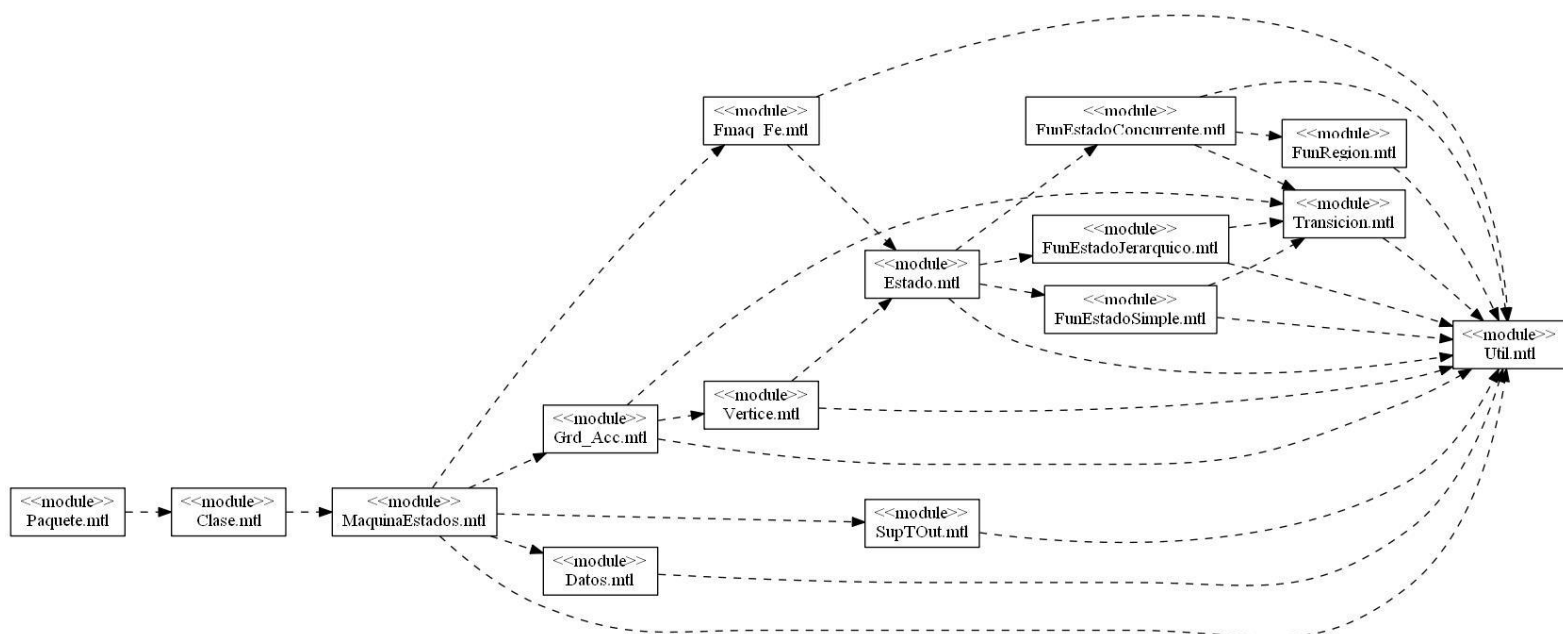 <<module>>
Fmaq_Fe.mtl
<<module>>
FunEstadoConcurrente.mtl
<<module>>
FunRegion.mtl
<<module>>
Transicion.mtl
<<module>>
FunEstadoJerarquico.mtl
<<module>>
Estado.mtl
<<module>>
FunEstadoSimple.mtl
<<module>>
Util.mtl
<<module>>
Vertice.mtl
<<module>>
Grd_Acc.mtl
<<module>>
Paquete.mtl
<<module>>
Clase.mtl
<<module>>
MaquinaEstados.mtl
<<module>>
SupTOut.mtl
<<module>>
Datos.mtl